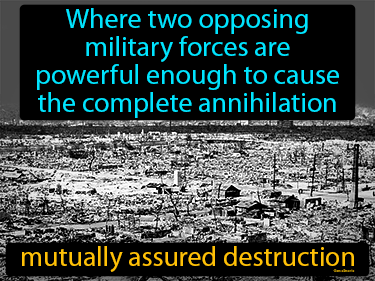 Where two opposing
military forces are
powerful enough to cause
the complete annihilation
mutually assured destruction